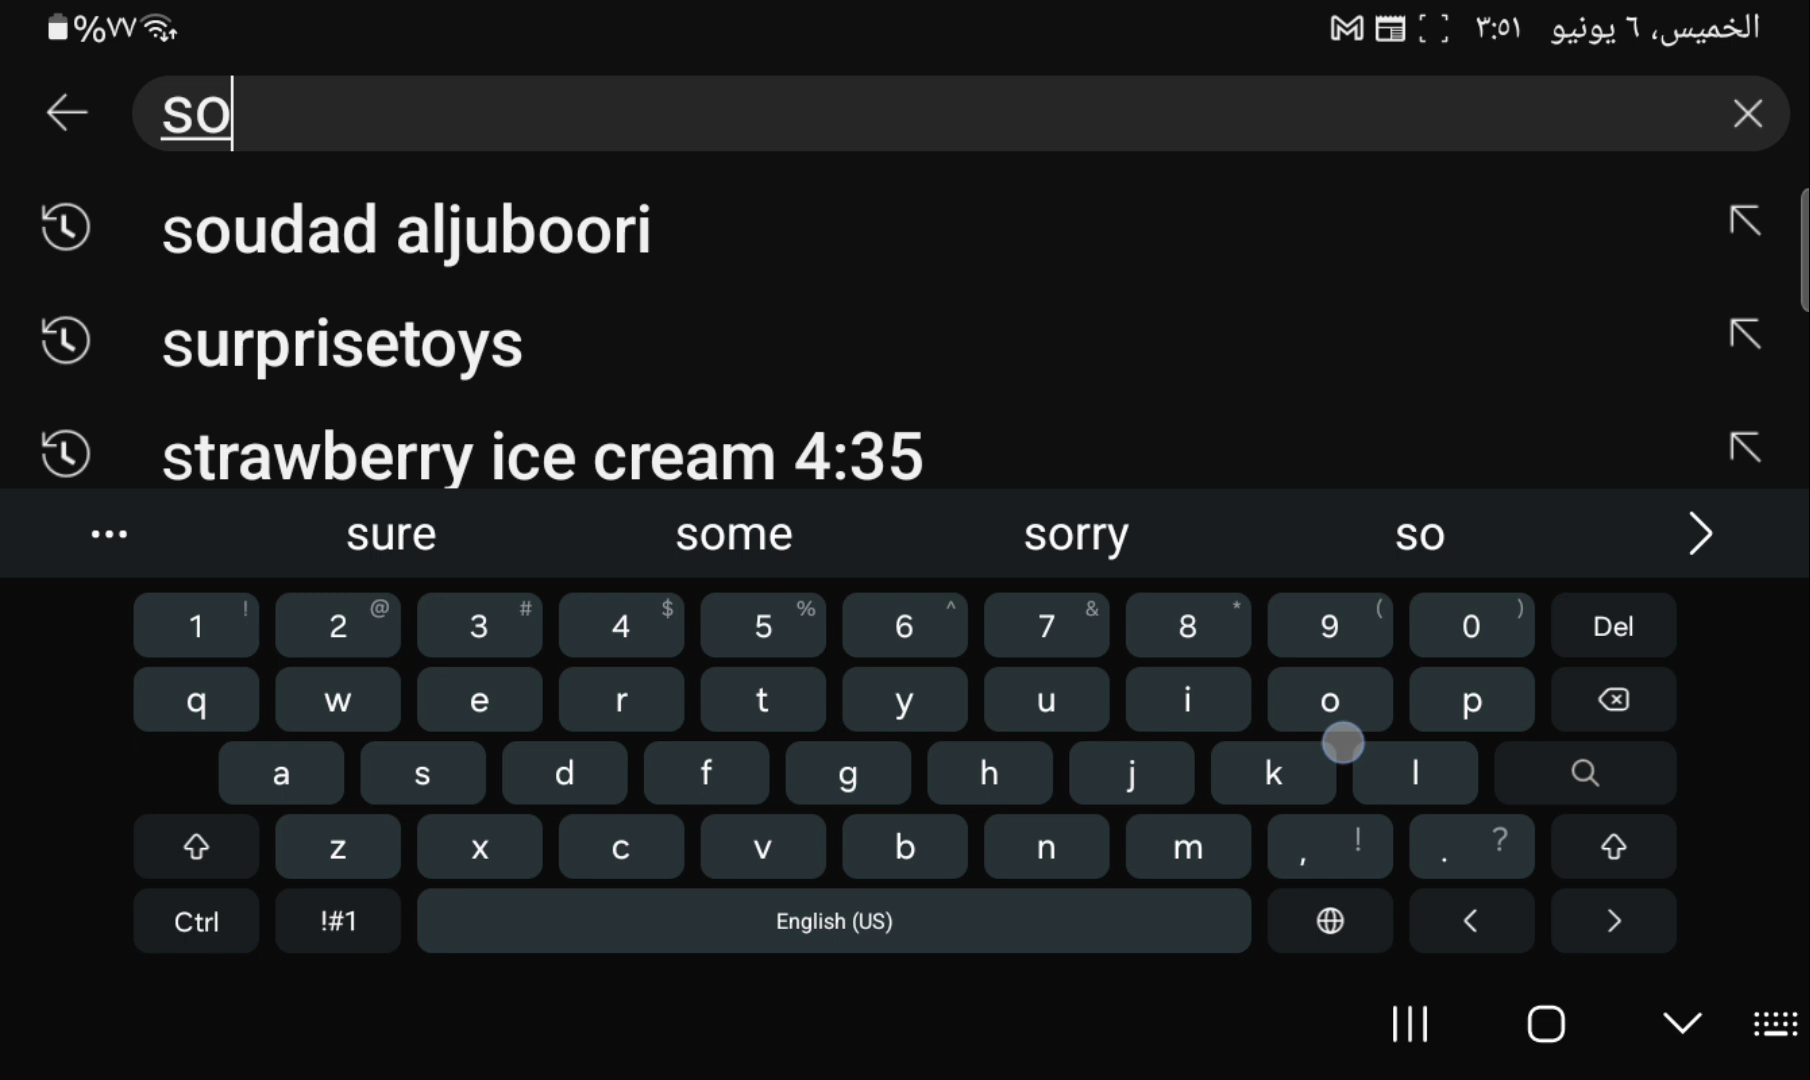 %٧٧ ٣:٥١ الخميس، ٦ يونيو
so
soudad aljuboori
surprisetoys
strawberry ice cream 4:35
... sure some sorry so
1 ! 2 @ 3 # 4 $ 5 % 6 ^ 7 & 8 * 9 ( 0 ) Del
q w e r t y u i o p
a s d f g h j k l
z x c v b n m , ! . ?
Ctrl !#1 English (US) < >